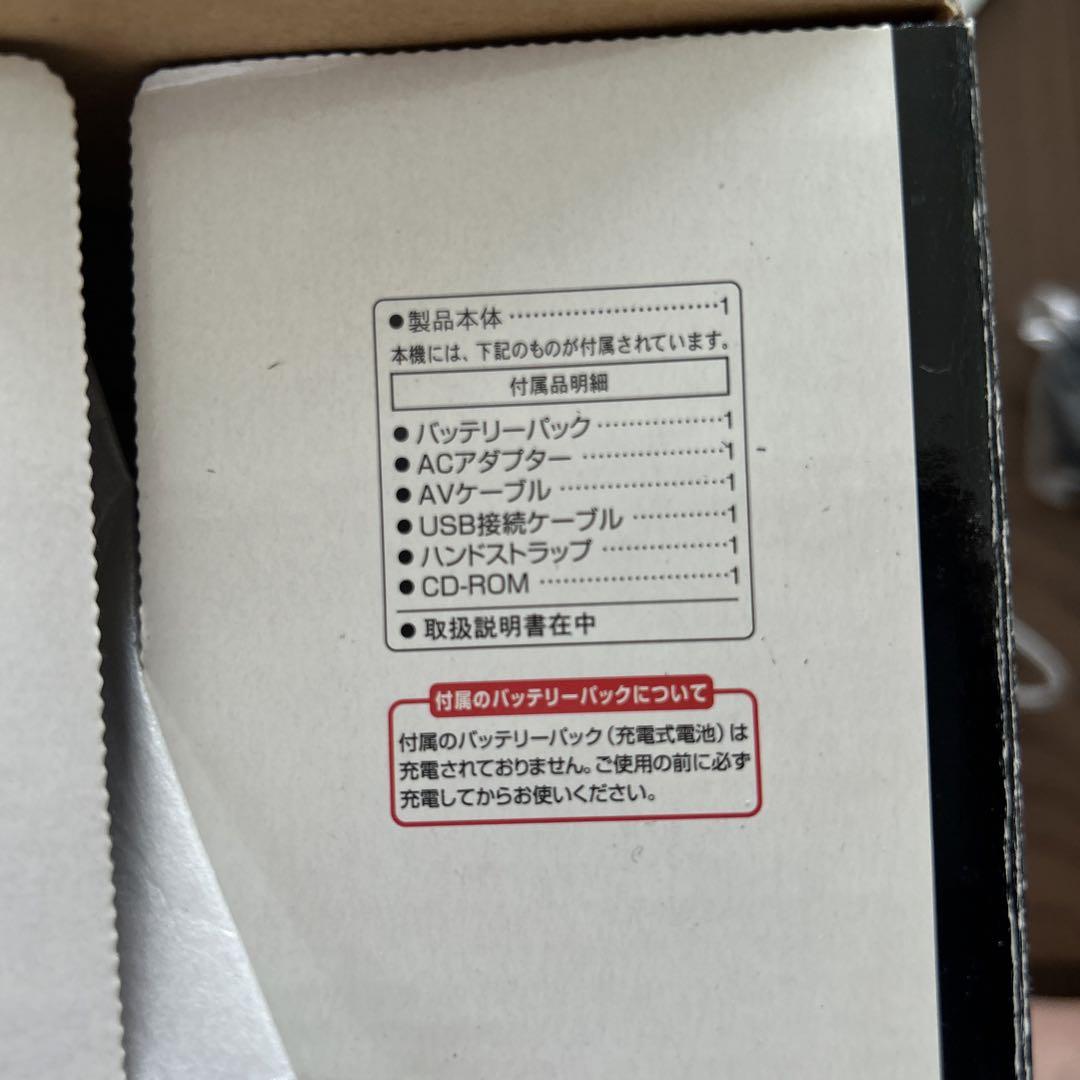 ●製品本体…………………………1
本機には、下記のものが付属されています。
付属品明細
●バッテリーパック………………1
●ACアダプター…………………1
●AVケーブル……………………1
●USB接続ケーブル……………1
●ハンドストラップ………………1
●CD-ROM………………………1
●取扱説明書在中
付属のバッテリーパックについて
付属のバッテリーパック(充電式電池)は
充電されておりません。ご使用の前に必ず
充電してからお使いください。